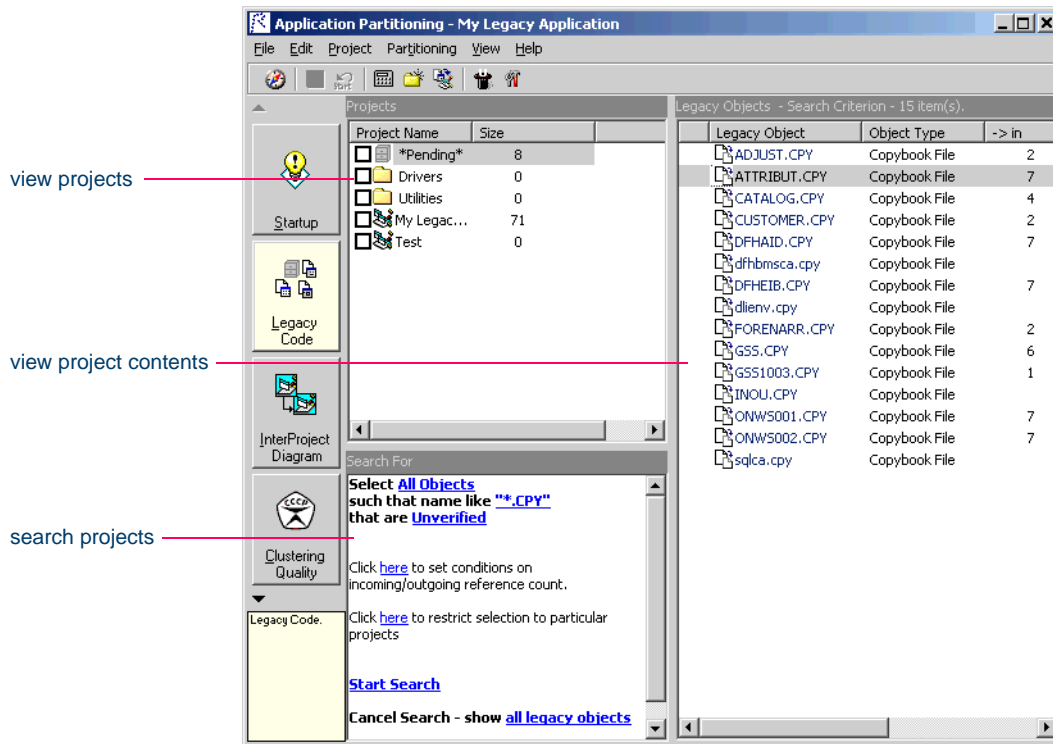 Application Partitioning - My Legacy Application
File Edit Project Partitioning View Help
Start
view projects
view project contents
search projects
Startup
Legacy
Code
InterProject
Diagram
CCCP
Clustering
Quality
Legacy Code.
Projects
Project Name Size
*Pending* 8
Drivers 0
Utilities 0
My Legac... 71
Test 0
Search For
Select All Objects
such that name like "*.CPY"
that are Unverified
Click here to set conditions on
incoming/outgoing reference count.
Click here to restrict selection to particular
projects
Start Search
Cancel Search - show all legacy objects
Legacy Objects - Search Criterion - 15 item(s).
Legacy Object Object Type -> in
ADJUST.CPY Copybook File 2
ATTRIBUT.CPY Copybook File 7
CATALOG.CPY Copybook File 4
CUSTOMER.CPY Copybook File 2
DFHAID.CPY Copybook File 7
dfhbmsca.cpy Copybook File
DFHEIB.CPY Copybook File 7
dlienv.cpy Copybook File
FORENARR.CPY Copybook File 2
GSS.CPY Copybook File 6
GSS1003.CPY Copybook File 1
INOU.CPY Copybook File
ONWS001.CPY Copybook File 7
ONWS002.CPY Copybook File 7
sqlca.cpy Copybook File